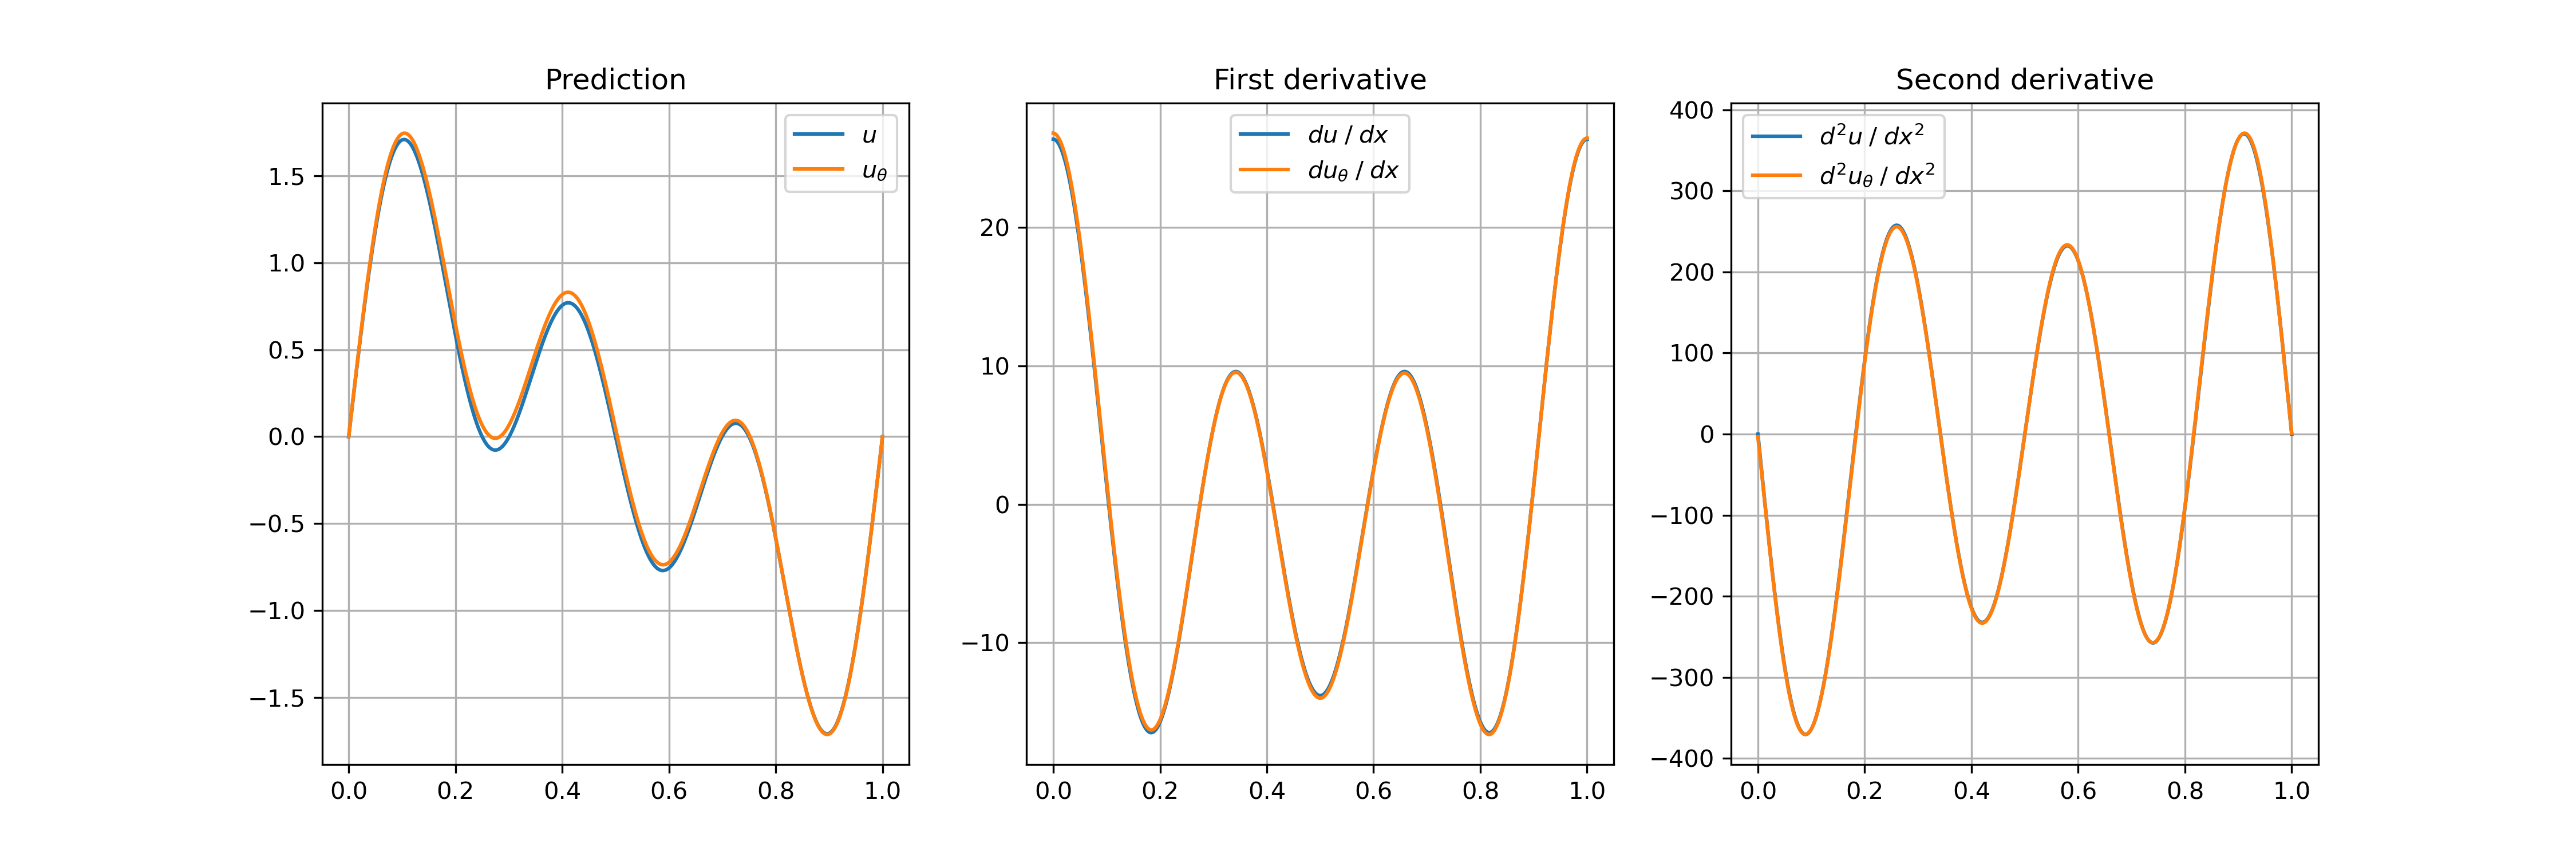 Prediction
u
u_θ
1.5
1.0
0.5
0.0
−0.5
−1.0
−1.5
0.0 0.2 0.4 0.6 0.8 1.0
First derivative
du / dx
du_θ / dx
20
10
0
−10
0.0 0.2 0.4 0.6 0.8 1.0
Second derivative
d²u / dx²
d²u_θ / dx²
400
300
200
100
0
−100
−200
−300
−400
0.0 0.2 0.4 0.6 0.8 1.0